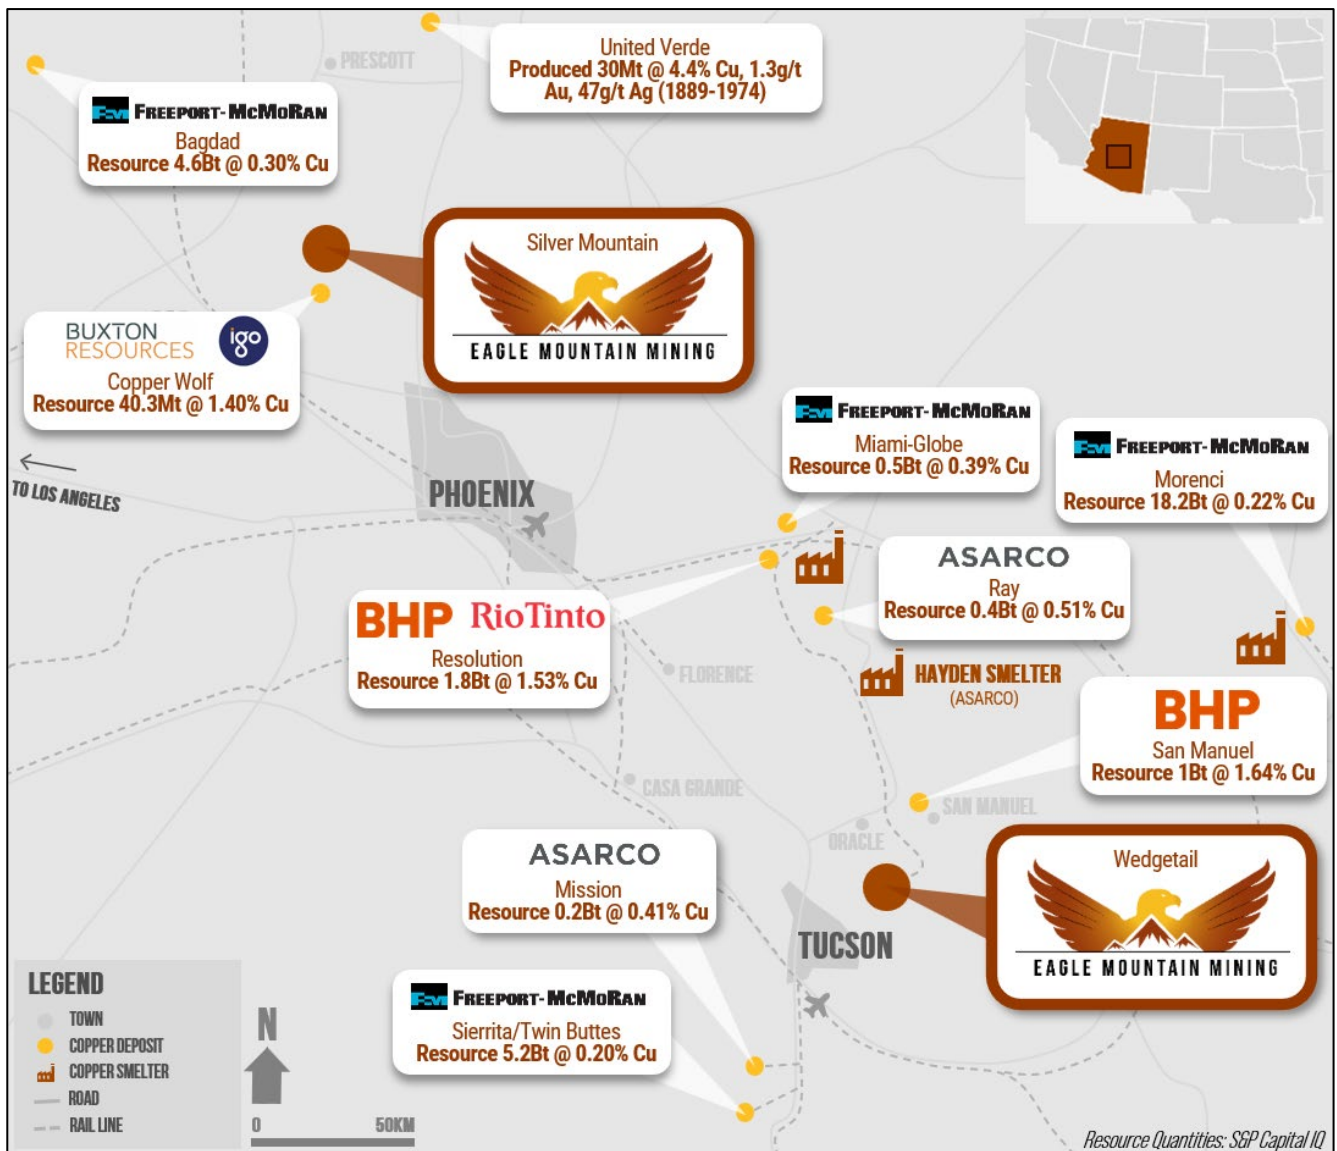 PRESCOTT
United Verde
Produced 30Mt @ 4.4% Cu, 1.3g/t
Au, 47g/t Ag (1889-1974)
FCX FREEPORT-McMoRAN
Bagdad
Resource 4.6Bt @ 0.30% Cu
Silver Mountain
EAGLE MOUNTAIN MINING
BUXTON
RESOURCES
igo
Copper Wolf
Resource 40.3Mt @ 1.40% Cu
TO LOS ANGELES
PHOENIX
FCX FREEPORT-McMoRAN
Miami-Globe
Resource 0.5Bt @ 0.39% Cu
FCX FREEPORT-McMoRAN
Morenci
Resource 18.2Bt @ 0.22% Cu
ASARCO
Ray
Resource 0.4Bt @ 0.51% Cu
BHP RioTinto
Resolution
Resource 1.8Bt @ 1.53% Cu
FLORENCE
HAYDEN SMELTER
(ASARCO)
BHP
San Manuel
Resource 1Bt @ 1.64% Cu
CASA GRANDE
SAN MANUEL
ORACLE
ASARCO
Mission
Resource 0.2Bt @ 0.41% Cu
Wedgetail
EAGLE MOUNTAIN MINING
TUCSON
FCX FREEPORT-McMoRAN
Sierrita/Twin Buttes
Resource 5.2Bt @ 0.20% Cu
LEGEND
TOWN
COPPER DEPOSIT
COPPER SMELTER
ROAD
RAIL LINE
N
0 50KM
Resource Quantities: S&P Capital IQ